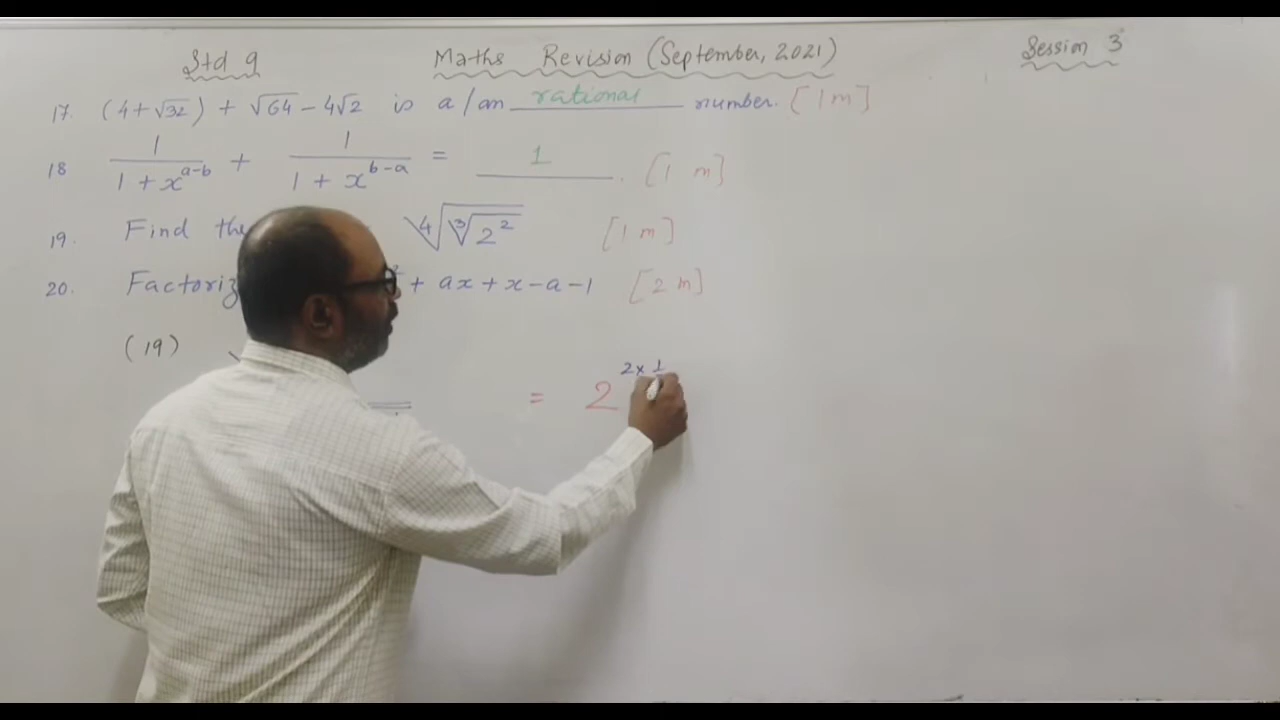 Std 9 Maths Revision (September, 2021) Session 3
17. (4+√32) + √64 - 4√2 is a/an rational number. [1m]
18 1/(1+x^(a-b)) + 1/(1+x^(b-a)) = 1. [1 m]
19. Find the ∜(∛(2²)) [1 m]
20. Factoriz ² + ax + x - a - 1 [2 m]
(19) = 2^(2×1